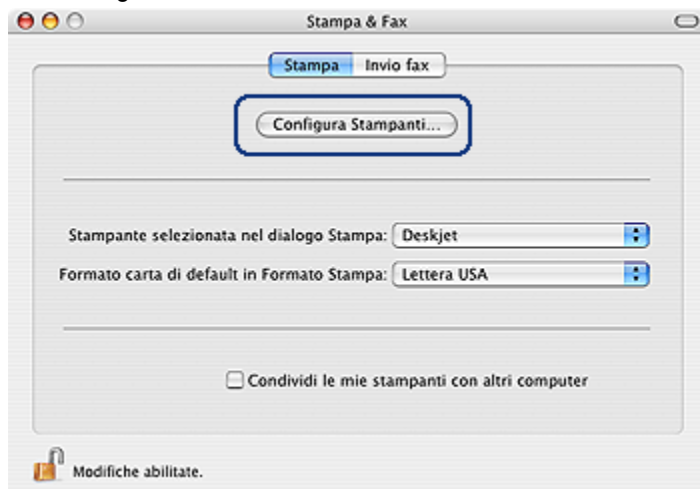 Stampa & Fax
Stampa Invio fax
Configura Stampanti...
Stampante selezionata nel dialogo Stampa: Deskjet
Formato carta di default in Formato Stampa: Lettera USA
Condividi le mie stampanti con altri computer
Modifiche abilitate.